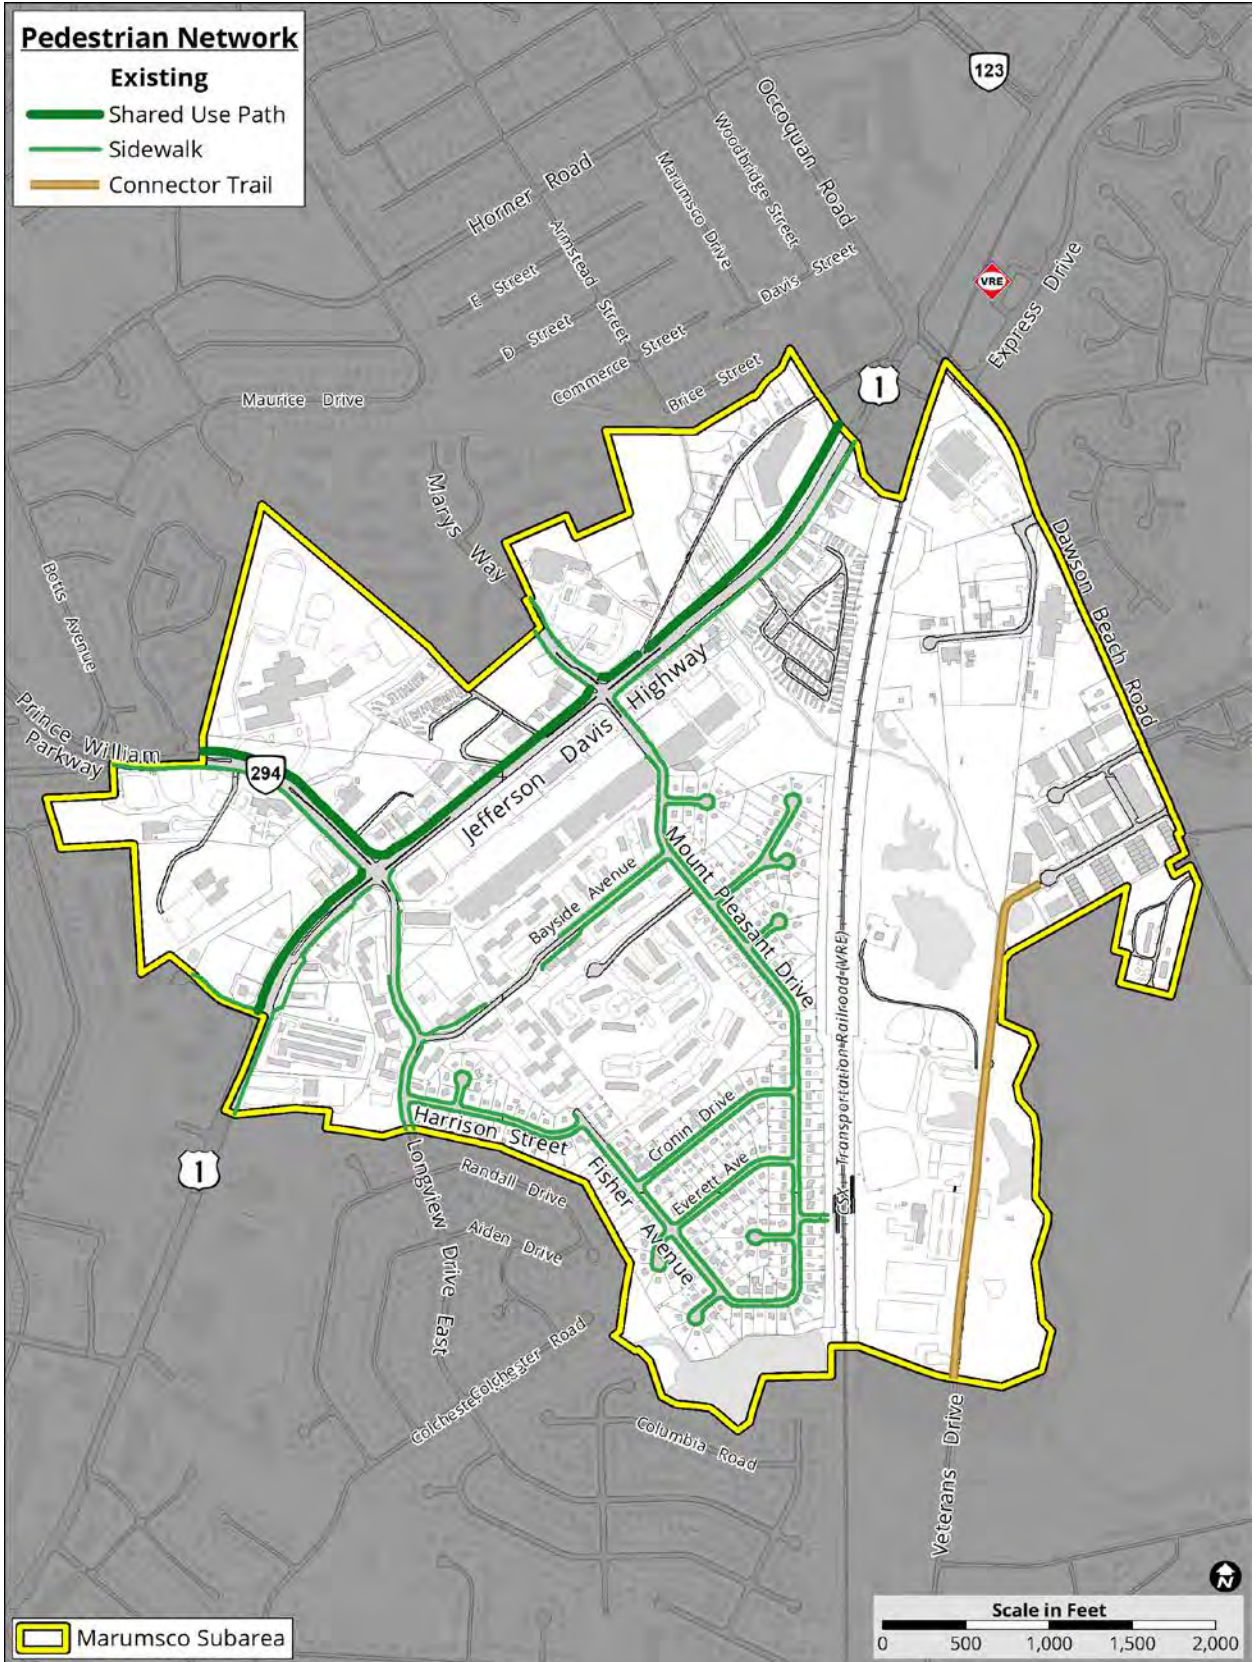 Pedestrian Network
Existing
Shared Use Path
Sidewalk
Connector Trail
123
Occoquan Road
Woodbridge Street
Marumsco Drive
Horner Road
Armstead Street
E Street
Davis Street
D Street
Commerce Street
Brice Street
VRE
Express Drive
1
Maurice Drive
Marys Way
Botts Avenue
Dawson Beach Road
Prince William
Parkway
294
Jefferson Davis Highway
Mount Pleasant Drive
Bayside Avenue
CSX - Transportation Railroad (VRE)
Cronin Drive
Harrison Street
Everett Ave
Fisher Avenue
1
Longview Drive East
Randall Drive
Aiden Drive
Colchester Road
Colchester
Columbia Road
Veterans Drive
N
Marumsco Subarea
Scale in Feet
0 500 1,000 1,500 2,000